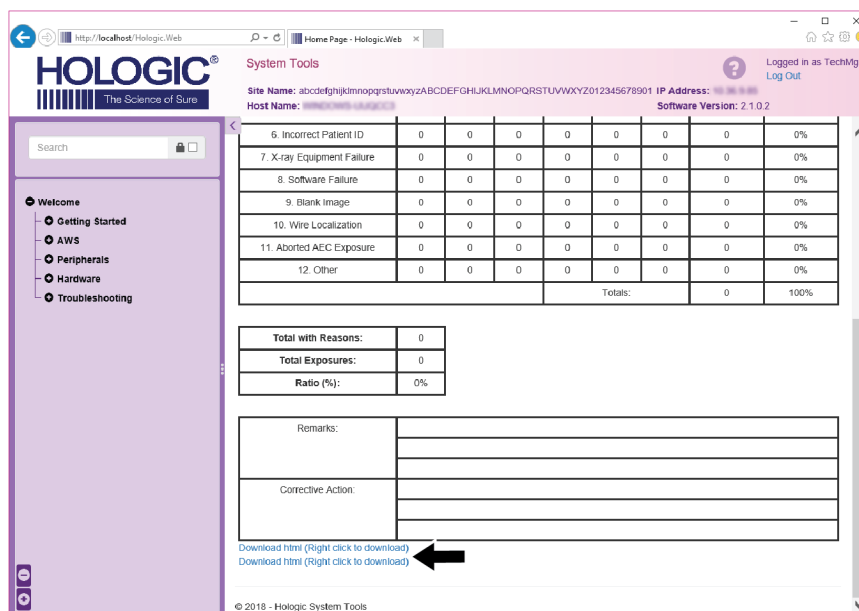 http://localhost/Hologic.Web
Home Page - Hologic.Web
HOLOGIC®
The Science of Sure
System Tools
Logged in as TechMg
Log Out
Site Name: abcdefghijklmnopqrstuvwxyzABCDEFGHIJKLMNOPQRSTUVWXYZ012345678901 IP Address:
Host Name:
Software Version: 2.1.0.2
Search
Welcome
Getting Started
AWS
Peripherals
Hardware
Troubleshooting
6. Incorrect Patient ID 0 0 0 0 0 0 0 0%
7. X-ray Equipment Failure 0 0 0 0 0 0 0 0%
8. Software Failure 0 0 0 0 0 0 0 0%
9. Blank Image 0 0 0 0 0 0 0 0%
10. Wire Localization 0 0 0 0 0 0 0 0%
11. Aborted AEC Exposure 0 0 0 0 0 0 0 0%
12. Other 0 0 0 0 0 0 0 0%
Totals: 0 100%
Total with Reasons: 0
Total Exposures: 0
Ratio (%): 0%
Remarks:
Corrective Action:
Download html (Right click to download)
Download html (Right click to download)
© 2018 - Hologic System Tools